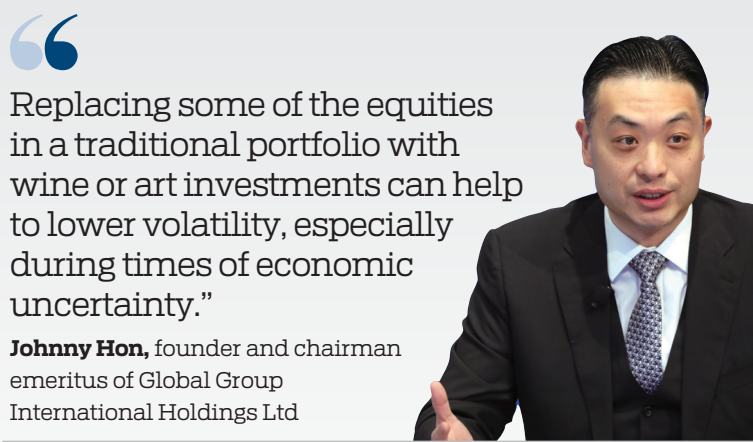 “
Replacing some of the equities
in a traditional portfolio with
wine or art investments can help
to lower volatility, especially
during times of economic
uncertainty.”
Johnny Hon, founder and chairman
emeritus of Global Group
International Holdings Ltd